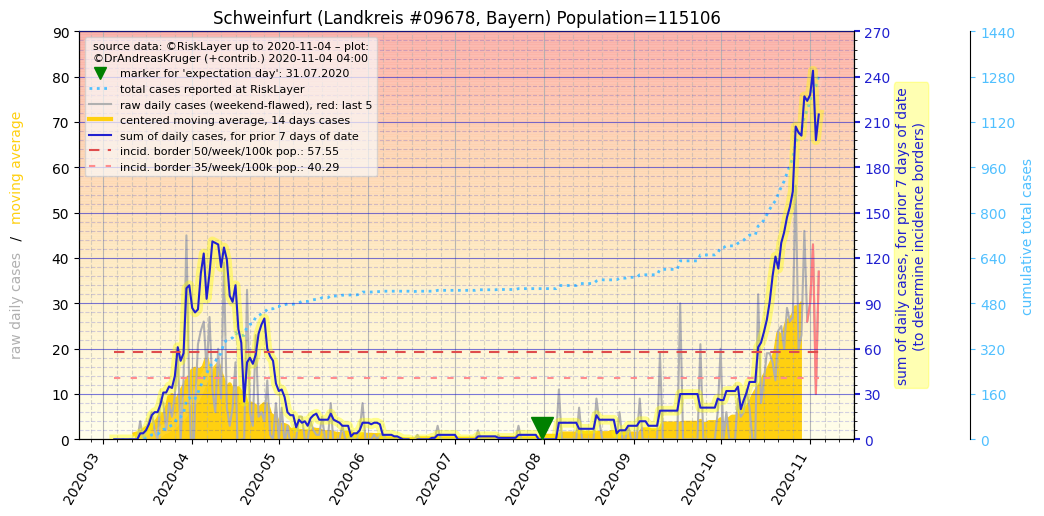 Schweinfurt (Landkreis #09678, Bayern) Population=115106
source data: ©RiskLayer up to 2020-11-04 – plot:
©DrAndreasKruger (+contrib.) 2020-11-04 04:00
marker for 'expectation day': 31.07.2020
total cases reported at RiskLayer
raw daily cases (weekend-flawed), red: last 5
centered moving average, 14 days cases
sum of daily cases, for prior 7 days of date
incid. border 50/week/100k pop.: 57.55
incid. border 35/week/100k pop.: 40.29
raw daily cases / moving average
90
80
70
60
50
40
30
20
10
0
2020-03
2020-04
2020-05
2020-06
2020-07
2020-08
2020-09
2020-10
2020-11
270
240
210
180
150
120
90
60
30
0
sum of daily cases, for prior 7 days of date
(to determine incidence borders)
1440
1280
1120
960
800
640
480
320
160
0
cumulative total cases